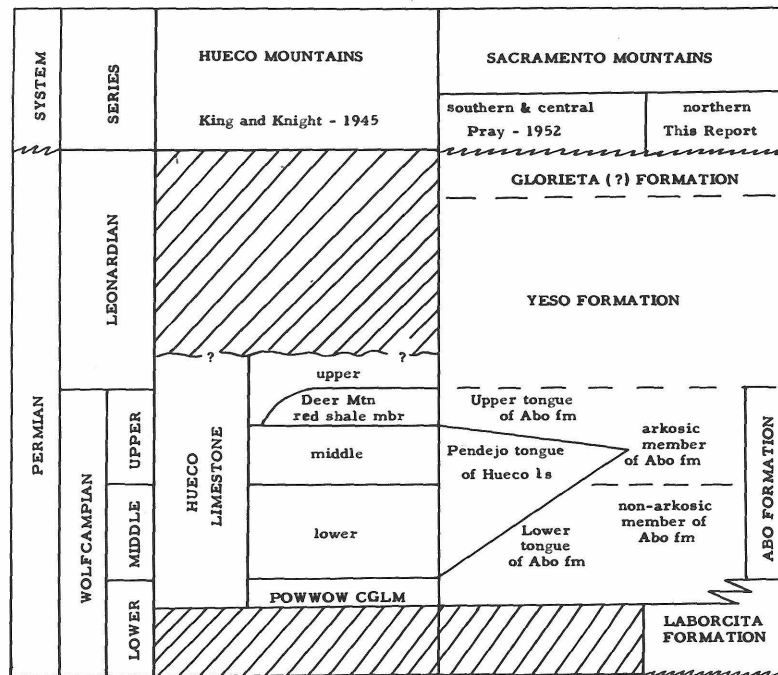 SYSTEM
SERIES
HUECO MOUNTAINS
King and Knight - 1945
SACRAMENTO MOUNTAINS
southern & central
Pray - 1952
northern
This Report
PERMIAN
LEONARDIAN
WOLFCAMPIAN
UPPER
MIDDLE
LOWER
GLORIETA (?) FORMATION
YESO FORMATION
? ?
HUECO
LIMESTONE
upper
Deer Mtn
red shale mbr
middle
lower
POWWOW CGLM
Upper tongue
of Abo fm
Pendejo tongue
of Hueco ls
Lower
tongue
of Abo fm
arkosic
member
of Abo fm
non-arkosic
member of
Abo fm
ABO FORMATION
LABORCITA
FORMATION